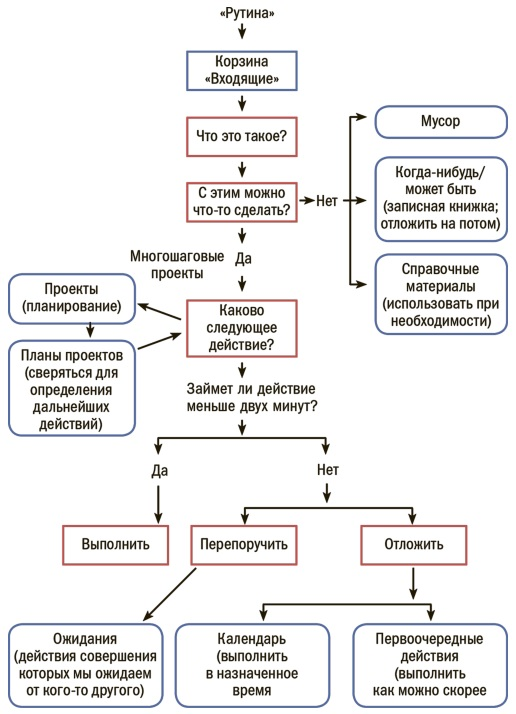 «Рутина»
Корзина
«Входящие»
Что это такое?
С этим можно
что-то сделать?
Нет
Мусор
Когда-нибудь/
может быть
(записная книжка;
отложить на потом)
Справочные
материалы
(использовать при
необходимости)
Многошаговые
проекты
Да
Проекты
(планирование)
Каково
следующее
действие?
Планы проектов
(сверяться для
определения
дальнейших
действий)
Займет ли действие
меньше двух минут?
Да
Нет
Выполнить
Перепоручить
Отложить
Ожидания
(действия совершения
которых мы ожидаем
от кого-то другого)
Календарь
(выполнить
в назначенное
время
Первоочередные
действия
(выполнить
как можно скорее